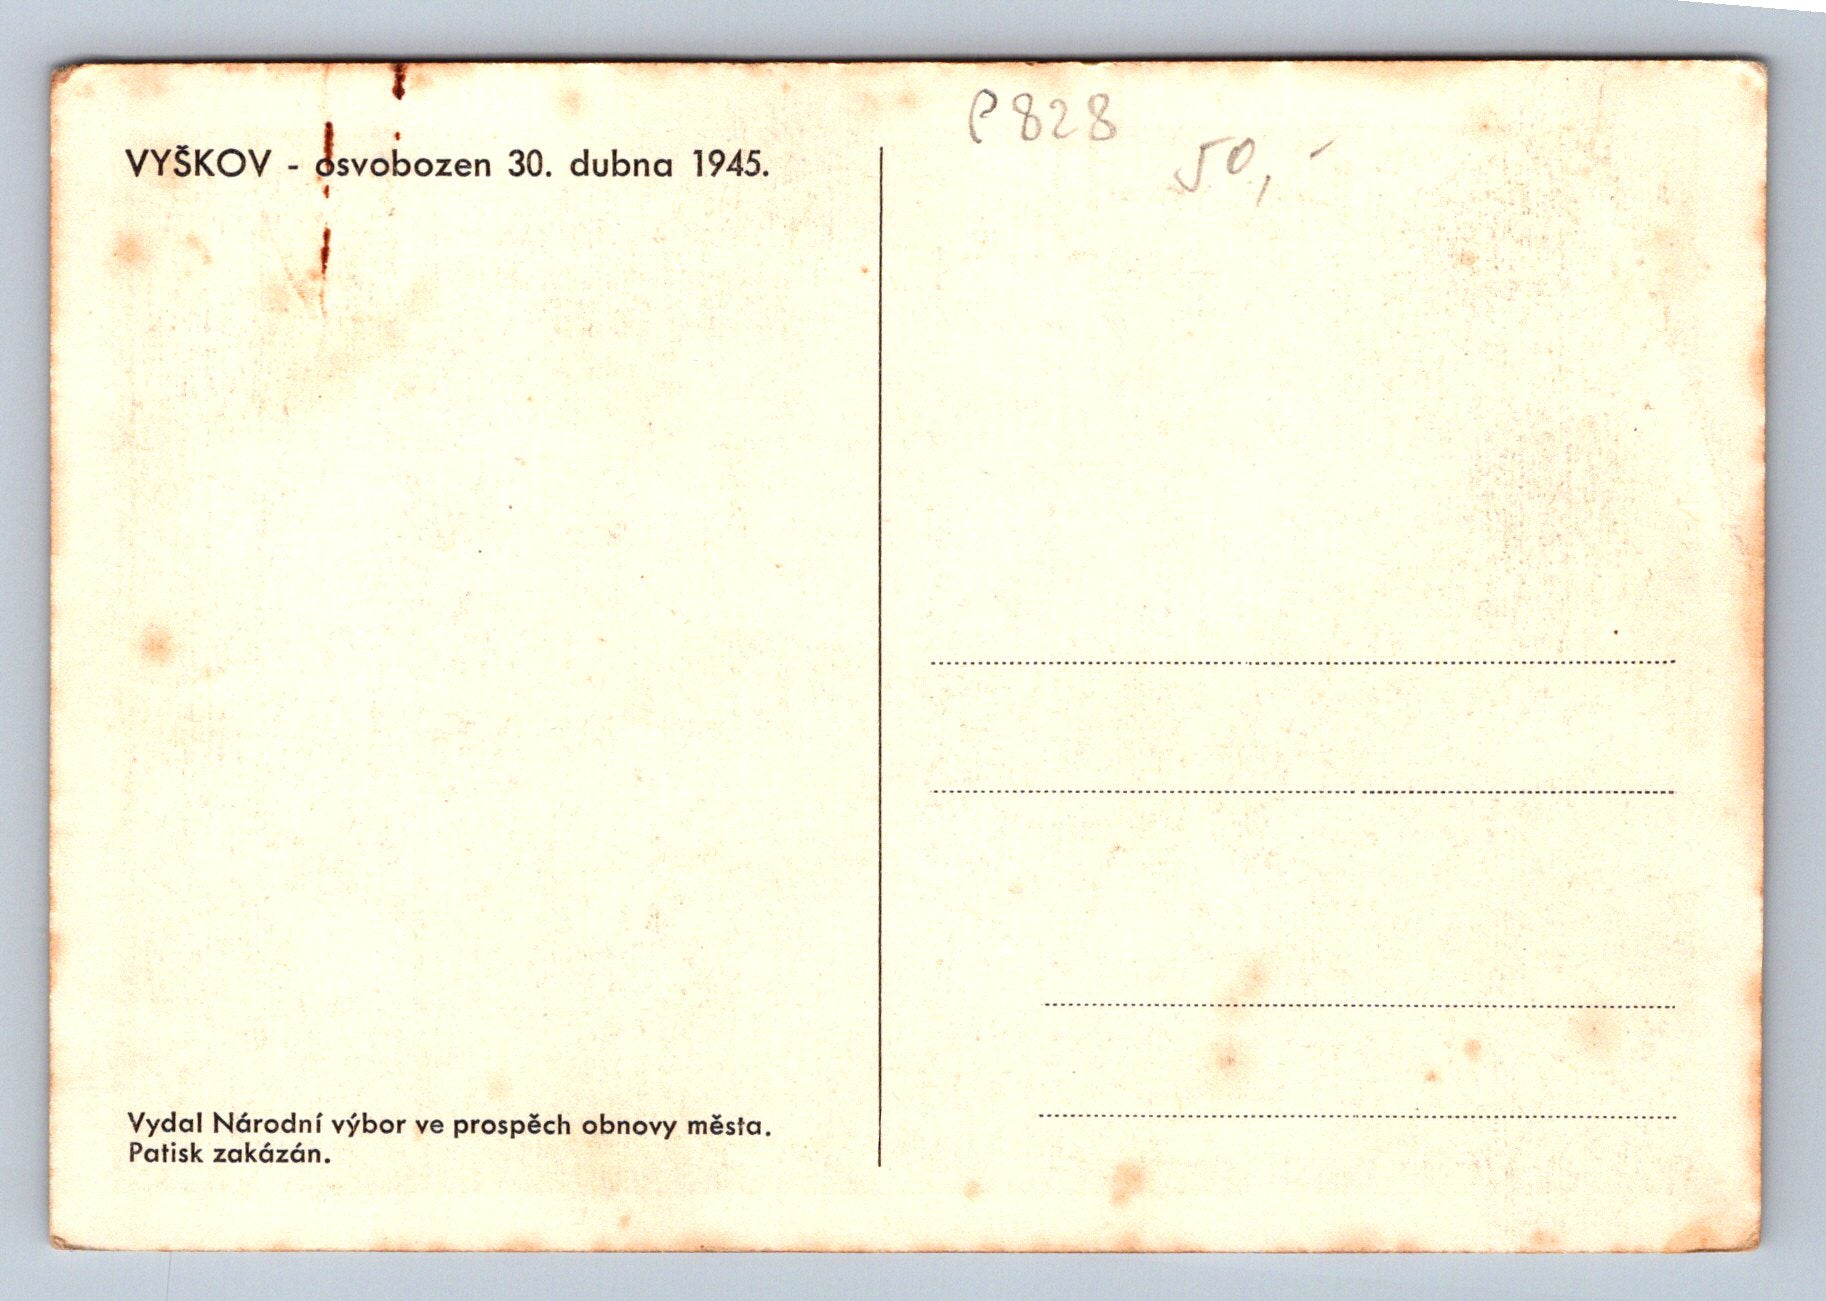 P828
50,-
VYŠKOV - osvobozen 30. dubna 1945.
Vydal Národní výbor ve prospěch obnovy města.
Patisk zakázán.